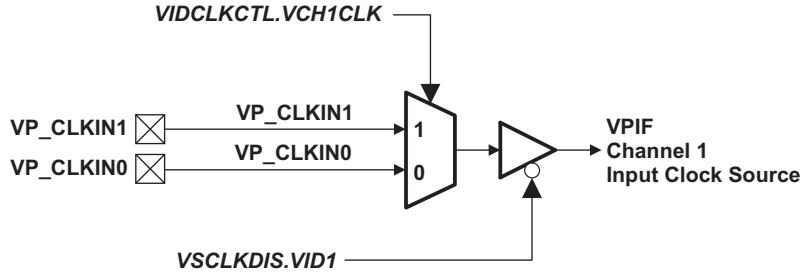 VIDCLKCTL.VCH1CLK
VP_CLKIN1 VP_CLKIN1 1
VP_CLKIN0 VP_CLKIN0 0
VPIF
Channel 1
Input Clock Source
VSCLKDIS.VID1